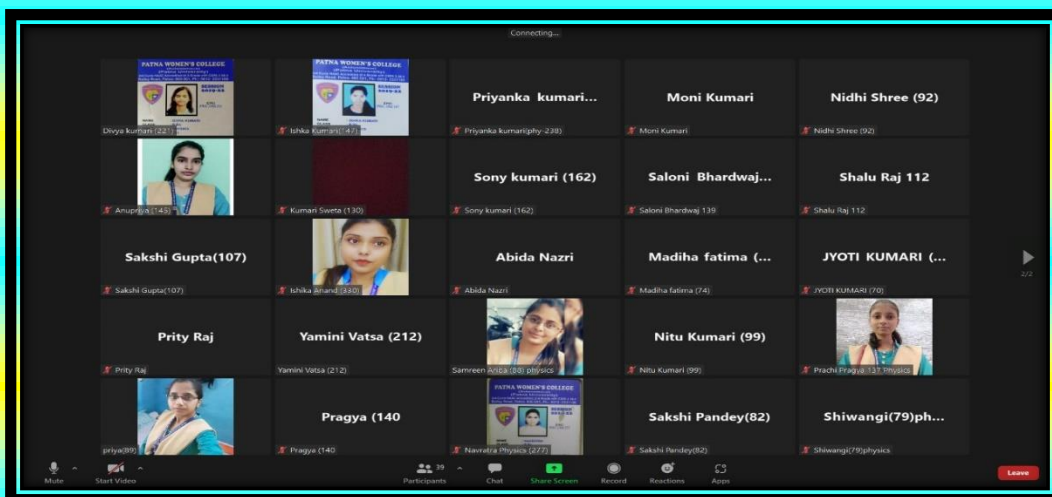 Connecting...
PATNA WOMEN'S COLLEGE
Divya kumari (221)
PATNA WOMEN'S COLLEGE
Ishka Kumari(147)
Priyanka kumari...
Priyanka kumari(phy-238)
Moni Kumari
Moni Kumari
Nidhi Shree (92)
Nidhi Shree (92)
Anupriya (145)
Kumari Sweta (130)
Sony kumari (162)
Sony kumari (162)
Saloni Bhardwaj...
Saloni Bhardwaj 139
Shalu Raj 112
Shalu Raj 112
Sakshi Gupta(107)
Sakshi Gupta(107)
Ishika Anand (330)
Abida Nazri
Abida Nazri
Madiha fatima (...
Madiha fatima (74)
JYOTI KUMARI (...
JYOTI KUMARI (70)
2/2
Prity Raj
Prity Raj
Yamini Vatsa (212)
Yamini Vatsa (212)
Samreen Aniba (88) physics
Nitu Kumari (99)
Nitu Kumari (99)
Prachi Pragya 137 Physics
priya(89)
Pragya (140
Pragya (140
PATNA WOMEN'S COLLEGE
Navratra Physics (277)
Sakshi Pandey(82)
Sakshi Pandey(82)
Shiwangi(79)ph...
Shiwangi(79)physics
Mute
Start Video
39
Participants
Chat
Share Screen
Record
Reactions
Apps
Leave